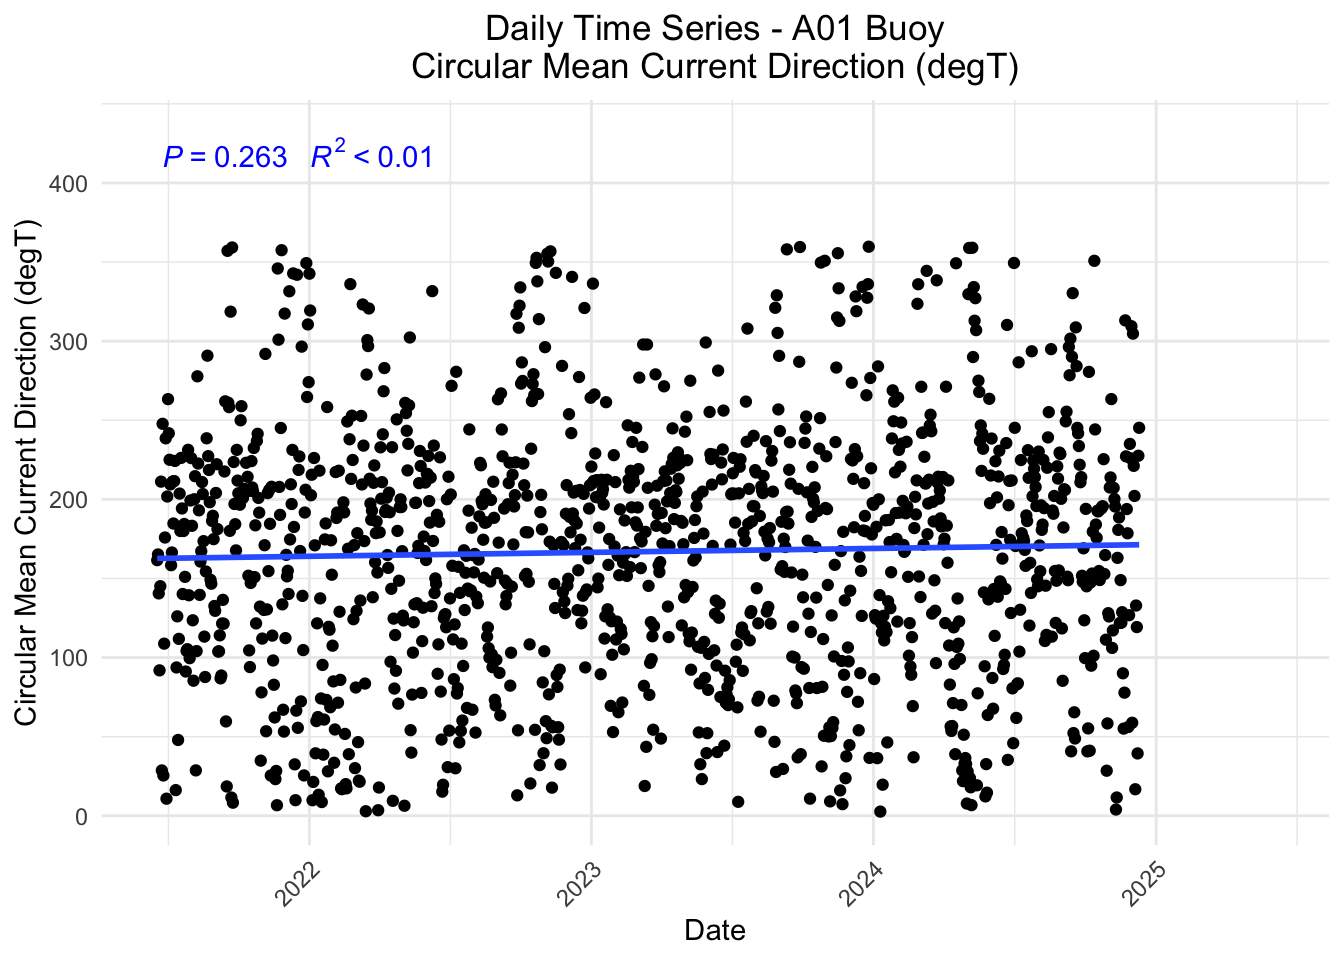 Daily Time Series - A01 Buoy
Circular Mean Current Direction (degT)
P = 0.263 R² < 0.01
Circular Mean Current Direction (degT)
400
300
200
100
0
2022
2023
2024
2025
Date